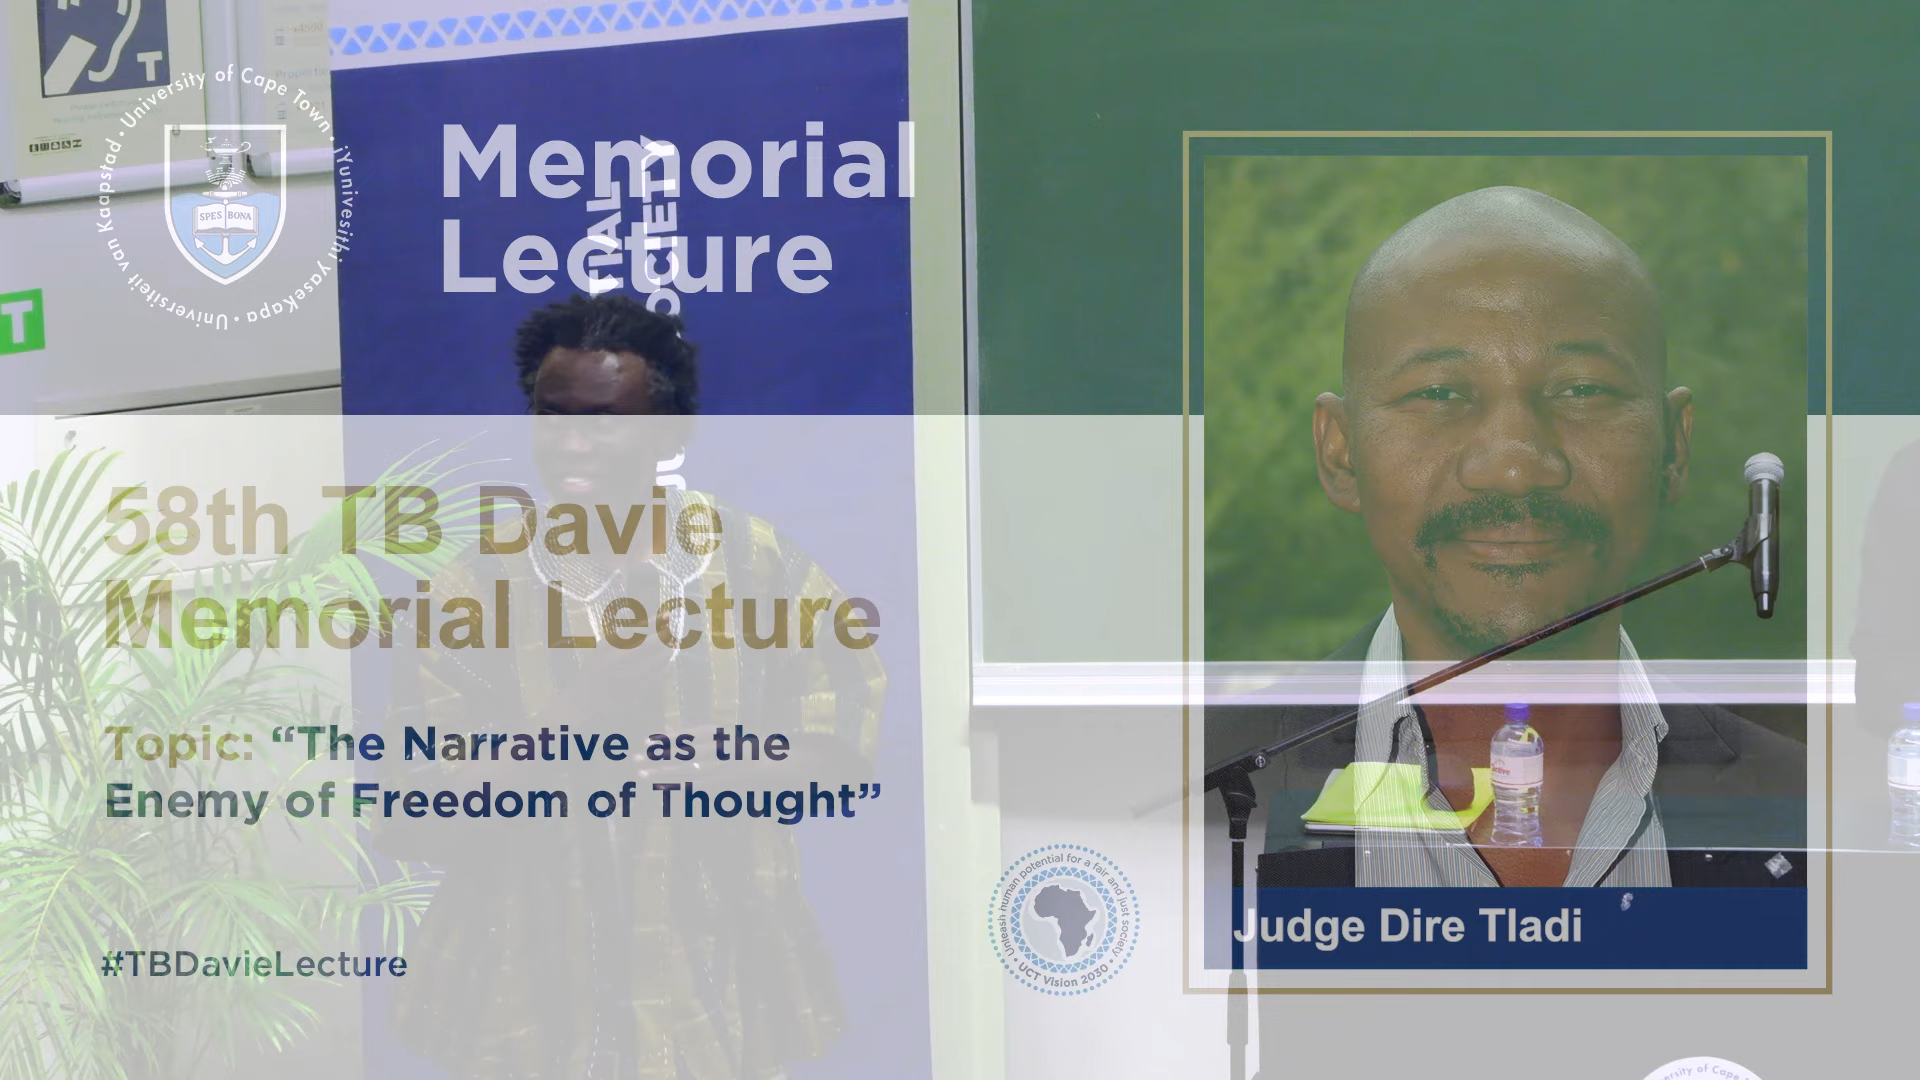 T
University of Cape Town • iYunivesithi yaseKapa • Universiteit van Kaapstad •
SPES BONA
Memorial
Lecture
SOCIETY
T
58th TB Davie
Memorial Lecture
Topic: “The Narrative as the
Enemy of Freedom of Thought”
#TBDavieLecture
Unleash human potential for a fair and just society
• UCT Vision 2030 •
Judge Dire Tladi